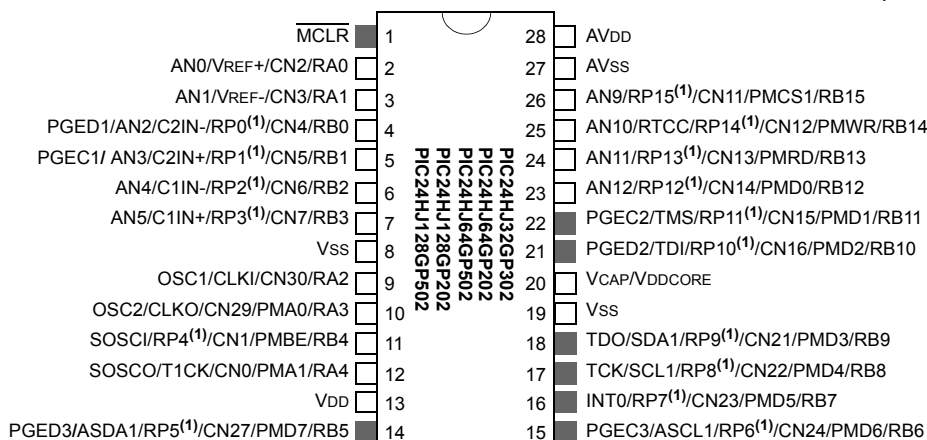 MCLR 1 28 AVDD
AN0/VREF+/CN2/RA0 2 27 AVSS
AN1/VREF-/CN3/RA1 3 26 AN9/RP15(1)/CN11/PMCS1/RB15
PGED1/AN2/C2IN-/RP0(1)/CN4/RB0 4 25 AN10/RTCC/RP14(1)/CN12/PMWR/RB14
PGEC1/ AN3/C2IN+/RP1(1)/CN5/RB1 5 24 AN11/RP13(1)/CN13/PMRD/RB13
AN4/C1IN-/RP2(1)/CN6/RB2 6 23 AN12/RP12(1)/CN14/PMD0/RB12
AN5/C1IN+/RP3(1)/CN7/RB3 7 22 PGEC2/TMS/RP11(1)/CN15/PMD1/RB11
VSS 8 21 PGED2/TDI/RP10(1)/CN16/PMD2/RB10
OSC1/CLKI/CN30/RA2 9 20 VCAP/VDDCORE
OSC2/CLKO/CN29/PMA0/RA3 10 19 VSS
SOSCI/RP4(1)/CN1/PMBE/RB4 11 18 TDO/SDA1/RP9(1)/CN21/PMD3/RB9
SOSCO/T1CK/CN0/PMA1/RA4 12 17 TCK/SCL1/RP8(1)/CN22/PMD4/RB8
VDD 13 16 INT0/RP7(1)/CN23/PMD5/RB7
PGED3/ASDA1/RP5(1)/CN27/PMD7/RB5 14 15 PGEC3/ASCL1/RP6(1)/CN24/PMD6/RB6
PIC24HJ32GP302
PIC24HJ64GP202
PIC24HJ64GP502
PIC24HJ128GP202
PIC24HJ128GP502